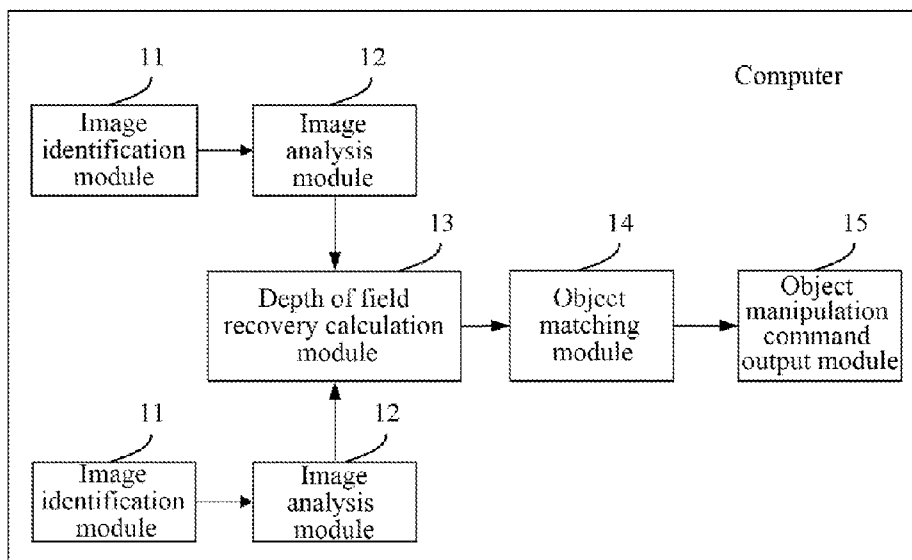 11
12
Computer
Image
identification
module
Image
analysis
module
13
14
15
Depth of field
recovery calculation
module
Object
matching
module
Object
manipulation
command
output module
11
12
Image
identification
module
Image
analysis
module